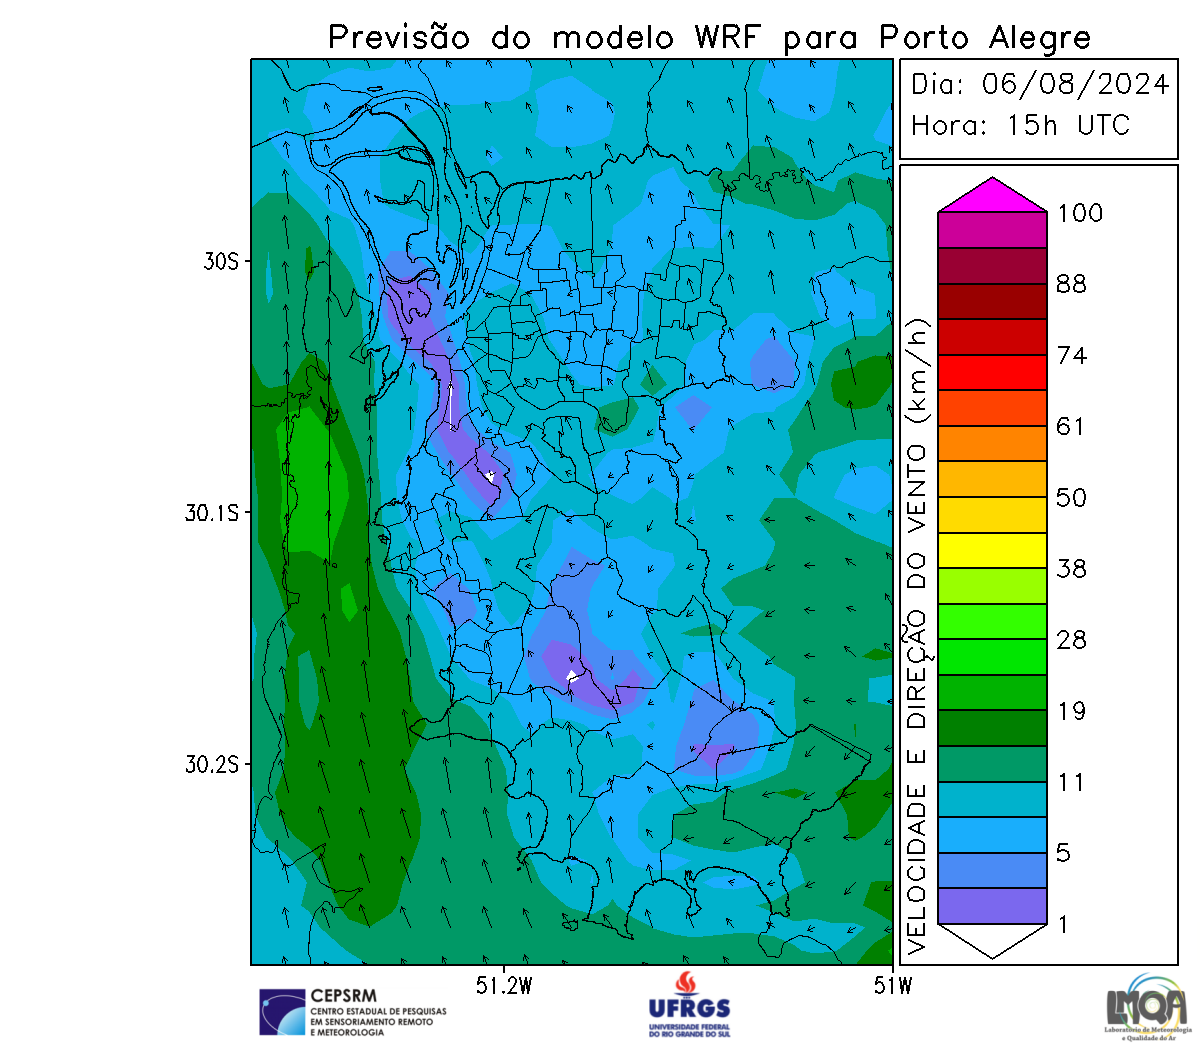 Previsão do modelo WRF para Porto Alegre
Dia: 06/08/2024
Hora: 15h UTC
VELOCIDADE E DIREÇÃO DO VENTO (km/h)
100
88
74
61
50
38
28
19
11
5
1
30S
30.1S
30.2S
51.2W
51W
CEPSRM
CENTRO ESTADUAL DE PESQUISAS
EM SENSORIAMENTO REMOTO
E METEOROLOGIA
UFRGS
UNIVERSIDADE FEDERAL
DO RIO GRANDE DO SUL
LMQA
Laboratório de Meteorologia
e Qualidade do Ar